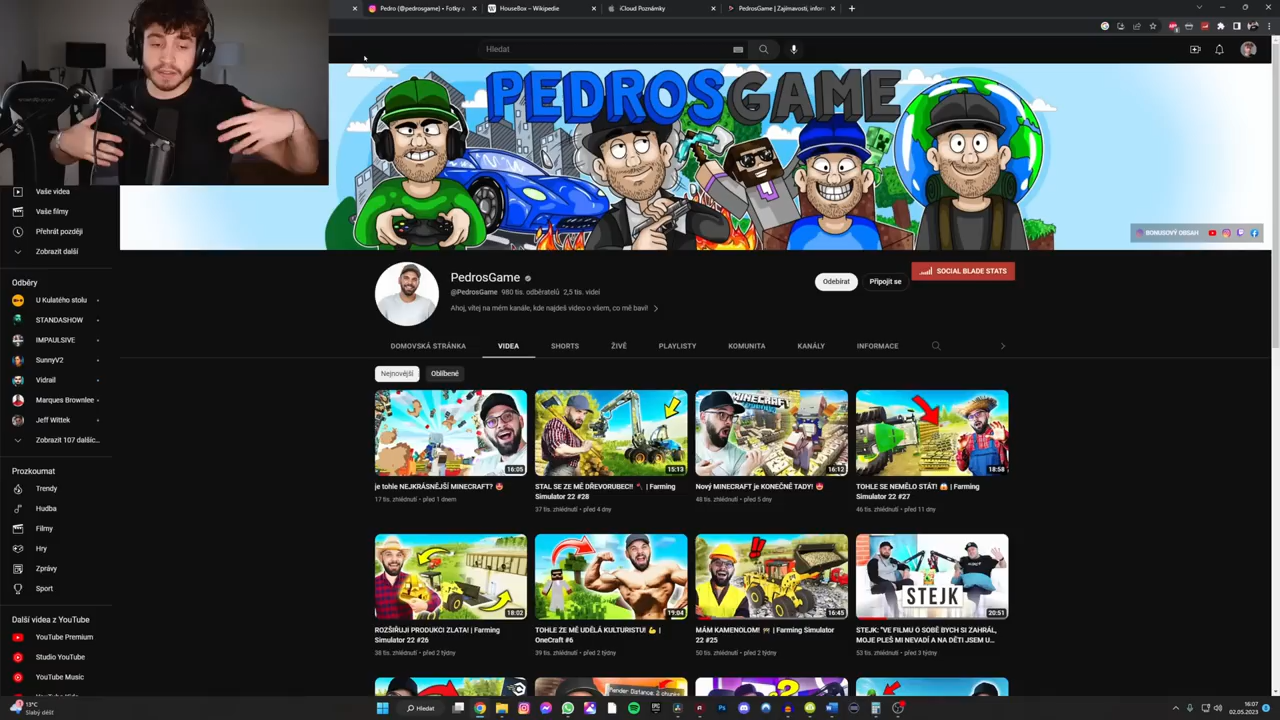 Pedro (@pedrosgame) • Fotky a
HouseBox – Wikipedie
iCloud Poznámky
PedrosGame | Zajímavosti, infor
Hledat
PEDROSGAME
BONUSOVÝ OBSAH
Vaše videa
Vaše filmy
Přehrát později
Zobrazit další
Odběry
U Kulatého stolu
STANDASHOW
IMPAULSIVE
SunnyV2
Vidrail
Marques Brownlee
Jeff Wittek
Zobrazit 107 dalšíc...
Prozkoumat
Trendy
Hudba
Filmy
Hry
Zprávy
Sport
Další videa z YouTube
YouTube Premium
Studio YouTube
YouTube Music
PedrosGame
@PedrosGame 980 tis. odběratelů 2,5 tis. videí
Ahoj, vítej na mém kanále, kde najdeš video o všem, co mě baví!
Odebírat
Připojit se
SOCIAL BLADE STATS
DOMOVSKÁ STRÁNKA VIDEA SHORTS ŽIVĚ PLAYLISTY KOMUNITA KANÁLY INFORMACE
Nejnovější Oblíbené
16:05
je tohle NEJKRÁSNĚJŠÍ MINECRAFT? 😍
17 tis. zhlédnutí • před 1 dnem
15:13
STAL SE ZE MĚ DŘEVORUBEC!! 🪓 | Farming
Simulator 22 #28
37 tis. zhlédnutí • před 4 dny
MINECRAFT
16:12
Nový MINECRAFT je KONEČNĚ TADY! 😍
48 tis. zhlédnutí • před 5 dny
18:58
TOHLE SE NEMĚLO STÁT! 😱 | Farming
Simulator 22 #27
46 tis. zhlédnutí • před 11 dny
18:02
ROZŠIŘUJI PRODUKCI ZLATA! | Farming
Simulator 22 #26
38 tis. zhlédnutí • před 2 týdny
19:04
TOHLE ZE MĚ UDĚLÁ KULTURISTU! 💪 |
OneCraft #6
39 tis. zhlédnutí • před 2 týdny
16:45
MÁM KAMENOLOM! 🚧 | Farming Simulator
22 #25
50 tis. zhlédnutí • před 2 týdny
STEJK
20:51
STEJK: "VE FILMU O SOBĚ BYCH SI ZAHRÁL,
MOJE PLEŠ MI NEVADÍ A NA DĚTI JSEM U...
53 tis. zhlédnutí • před 3 týdny
Render Distance: 2 chunks
13°C
Slabý déšť
Hledat
16:07
02.05.2023